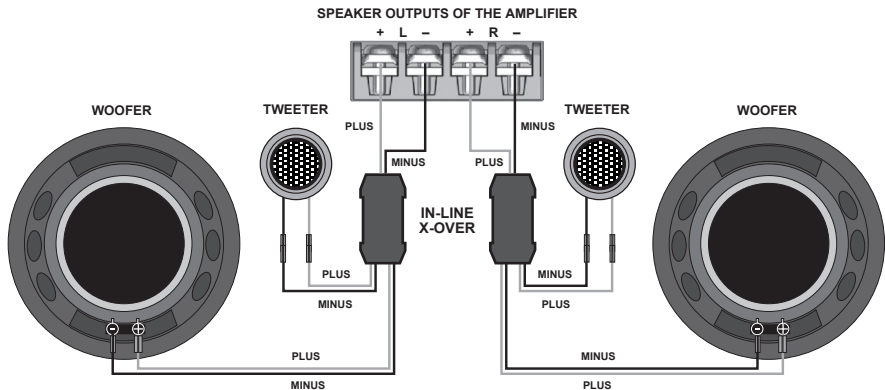 SPEAKER OUTPUTS OF THE AMPLIFIER
+ L – + R –
WOOFER
TWEETER
TWEETER
WOOFER
PLUS
MINUS
PLUS
MINUS
IN-LINE
X-OVER
PLUS
MINUS
MINUS
PLUS
- +
- +
PLUS
MINUS
MINUS
PLUS